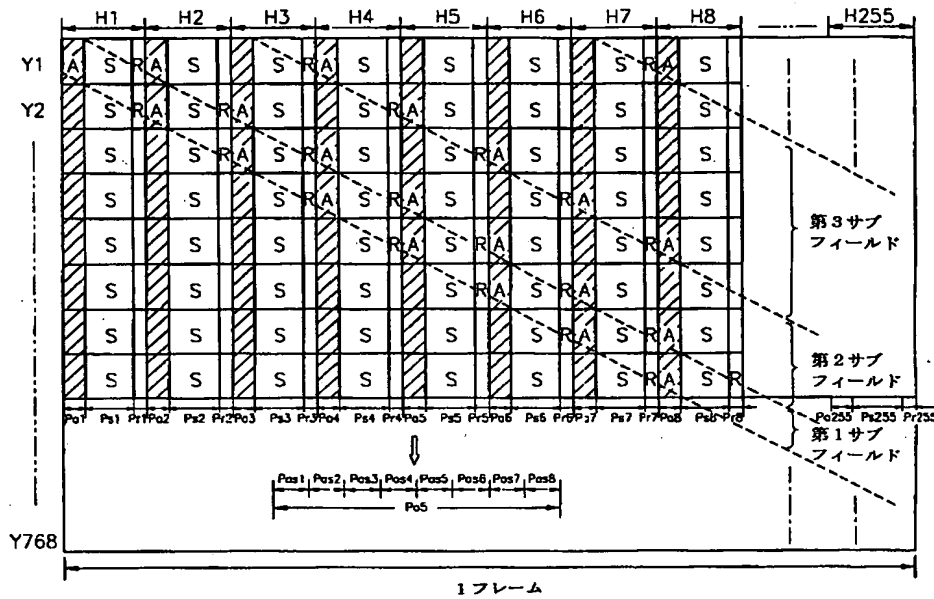 H1 H2 H3 H4 H5 H6 H7 H8 H255
Y1 A S R A S S R A S S S S R A S
Y2 S R A S R A S S R A S S S S
S S R A S R A S S R A S S S
S S S R A S R A S S R A S S
S S S S R A S R A S S R A S
S S S S S R A S R A S S
S S S S S S R A S R A S
S S S S S S S R A S R
第3サブ
フィールド
第2サブ
フィールド
第1サブ
フィールド
Pa1 Ps1 Pr1 Pa2 Ps2 Pr2 Pa3 Ps3 Pr3 Pa4 Ps4 Pr4 Pa5 Ps5 Pr5 Pa6 Ps6 Pr6 Pa7 Ps7 Pr7 Pa8 Ps8 Pr8 Pa255 Ps255 Pr255
⇩
Pas1 Pas2 Pas3 Pas4 Pas5 Pas6 Pas7 Pas8
Pa5
Y768
1フレーム